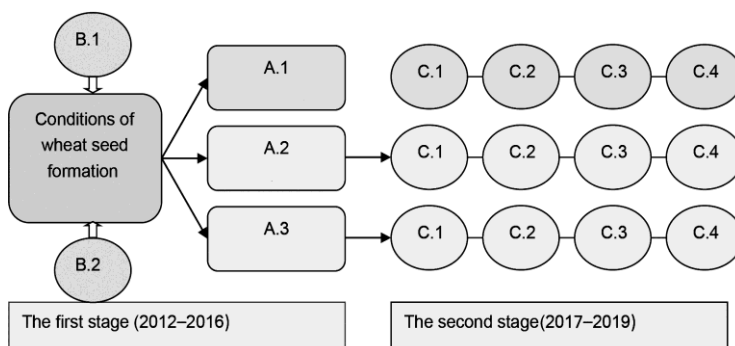 B.1
Conditions of
wheat seed
formation
B.2
A.1
A.2
A.3
C.1 C.2 C.3 C.4
C.1 C.2 C.3 C.4
C.1 C.2 C.3 C.4
The first stage (2012–2016)
The second stage(2017–2019)